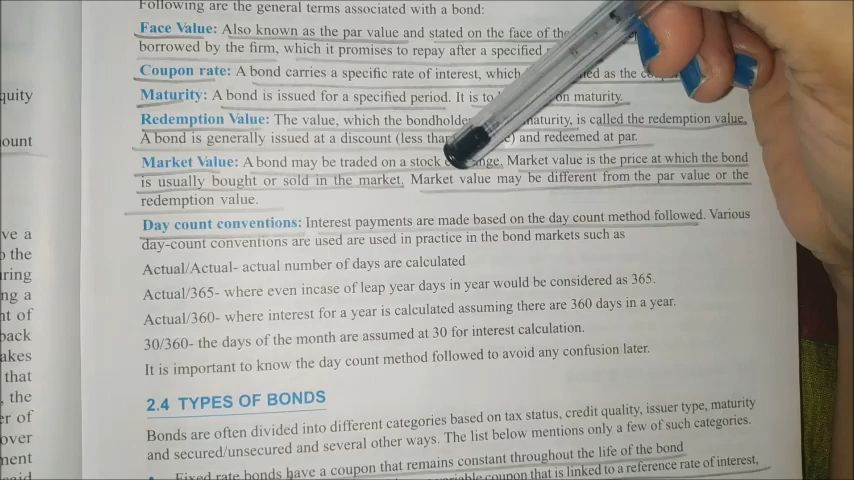 Following are the general terms associated with a bond:
Face Value: Also known as the par value and stated on the face of the
borrowed by the firm, which it promises to repay after a specified
Coupon rate: A bond carries a specific rate of interest, which as the
Maturity: A bond is issued for a specified period. It is to on maturity.
Redemption Value: The value, which the bondholder maturity, is called the redemption value.
A bond is generally issued at a discount (less than and redeemed at par.
Market Value: A bond may be traded on a stock Market value is the price at which the bond
is usually bought or sold in the market. Market value may be different from the par value or the
redemption value.
Day count conventions: Interest payments are made based on the day count method followed. Various
day-count conventions are used are used in practice in the bond markets such as
Actual/Actual- actual number of days are calculated
Actual/365- where even incase of leap year days in year would be considered as 365.
Actual/360- where interest for a year is calculated assuming there are 360 days in a year.
30/360- the days of the month are assumed at 30 for interest calculation.
It is important to know the day count method followed to avoid any confusion later.
2.4 TYPES OF BONDS
Bonds are often divided into different categories based on tax status, credit quality, issuer type, maturity
and secured/unsecured and several other ways. The list below mentions only a few of such categories.
Fixed rate bonds have a coupon that remains constant throughout the life of the bond
variable coupon that is linked to a reference rate of interest,